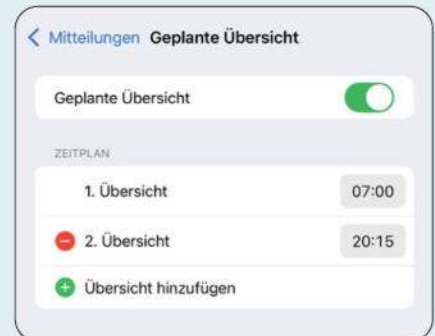 Mitteilungen Geplante Übersicht
Geplante Übersicht
ZEITPLAN
1. Übersicht 07:00
2. Übersicht 20:15
Übersicht hinzufügen